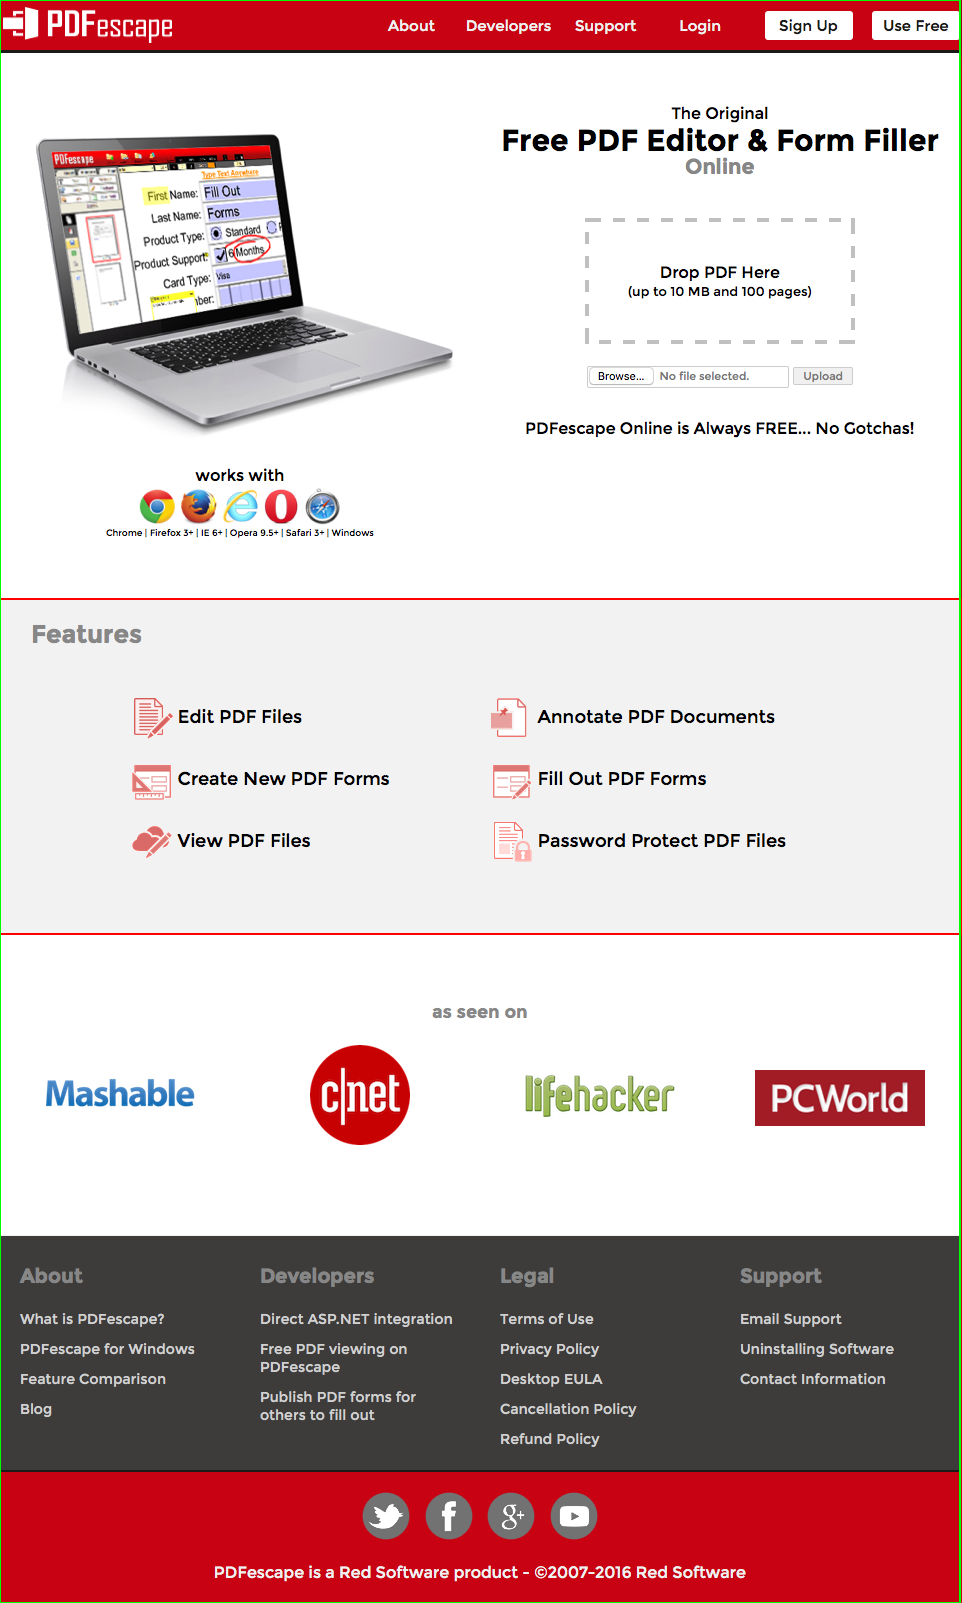 PDFescape
About
Developers
Support
Login
Sign Up
Use Free
PDFescape
Type Text Anywhere
First Name:
Fill Out
Last Name:
Forms
Product Type:
Standard
Product Support:
6 Months
Card Type:
Visa
The Original
Free PDF Editor & Form Filler
Online
Drop PDF Here
(up to 10 MB and 100 pages)
Browse...
No file selected.
Upload
PDFescape Online is Always FREE... No Gotchas!
works with
Chrome | Firefox 3+ | IE 6+ | Opera 9.5+ | Safari 3+ | Windows
Features
Edit PDF Files
Annotate PDF Documents
Create New PDF Forms
Fill Out PDF Forms
View PDF Files
Password Protect PDF Files
as seen on
Mashable
c|net
lifehacker
PCWorld
About
What is PDFescape?
PDFescape for Windows
Feature Comparison
Blog
Developers
Direct ASP.NET integration
Free PDF viewing on
PDFescape
Publish PDF forms for
others to fill out
Legal
Terms of Use
Privacy Policy
Desktop EULA
Cancellation Policy
Refund Policy
Support
Email Support
Uninstalling Software
Contact Information
PDFescape is a Red Software product - ©2007-2016 Red Software